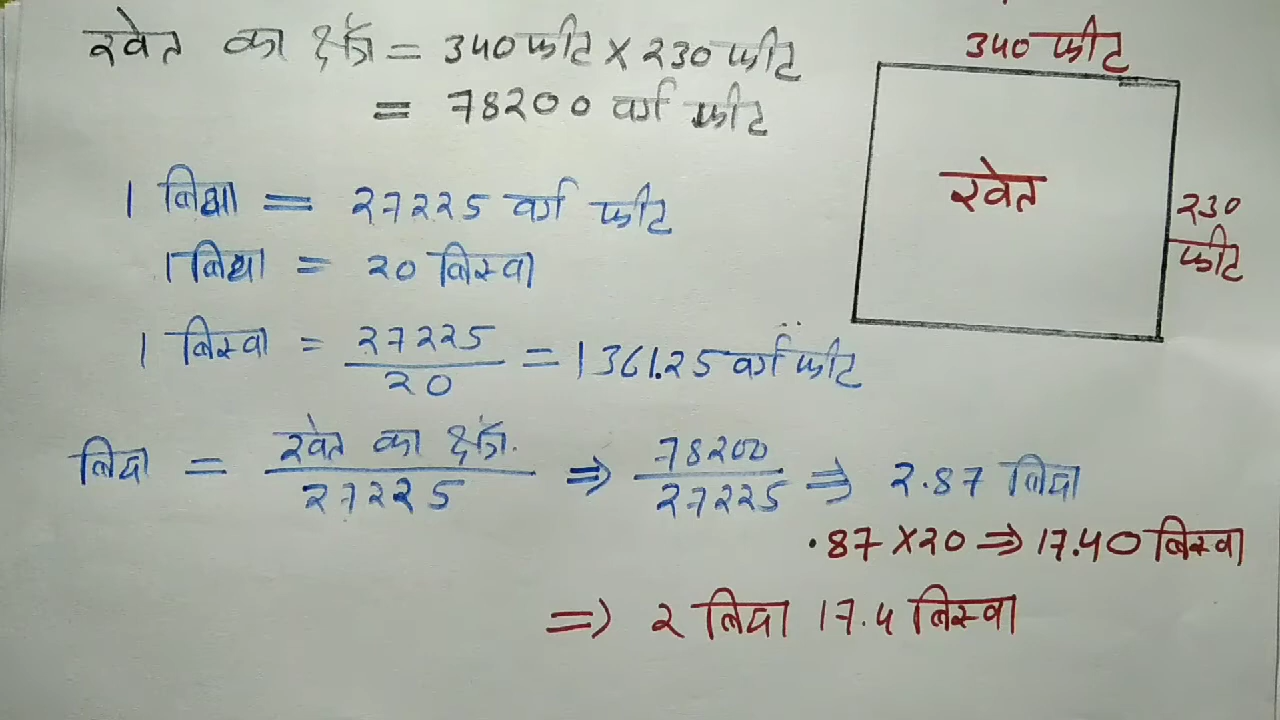 खेत का क्षेत्र = 340 फीट × 230 फीट
= 78200 वर्ग फीट
340 फीट
खेत
230
फीट
1 बिघा = 27225 वर्ग फीट
1 बिघा = 20 बिस्वा
1 बिस्वा = 27225/20 = 1361.25 वर्ग फीट
बिघा = खेत का क्षेत्र./27225 ⇒ 78200/27225 ⇒ 2.87 बिघा
.87 × 20 ⇒ 17.40 बिस्वा
⇒ 2 बिघा 17.4 बिस्वा